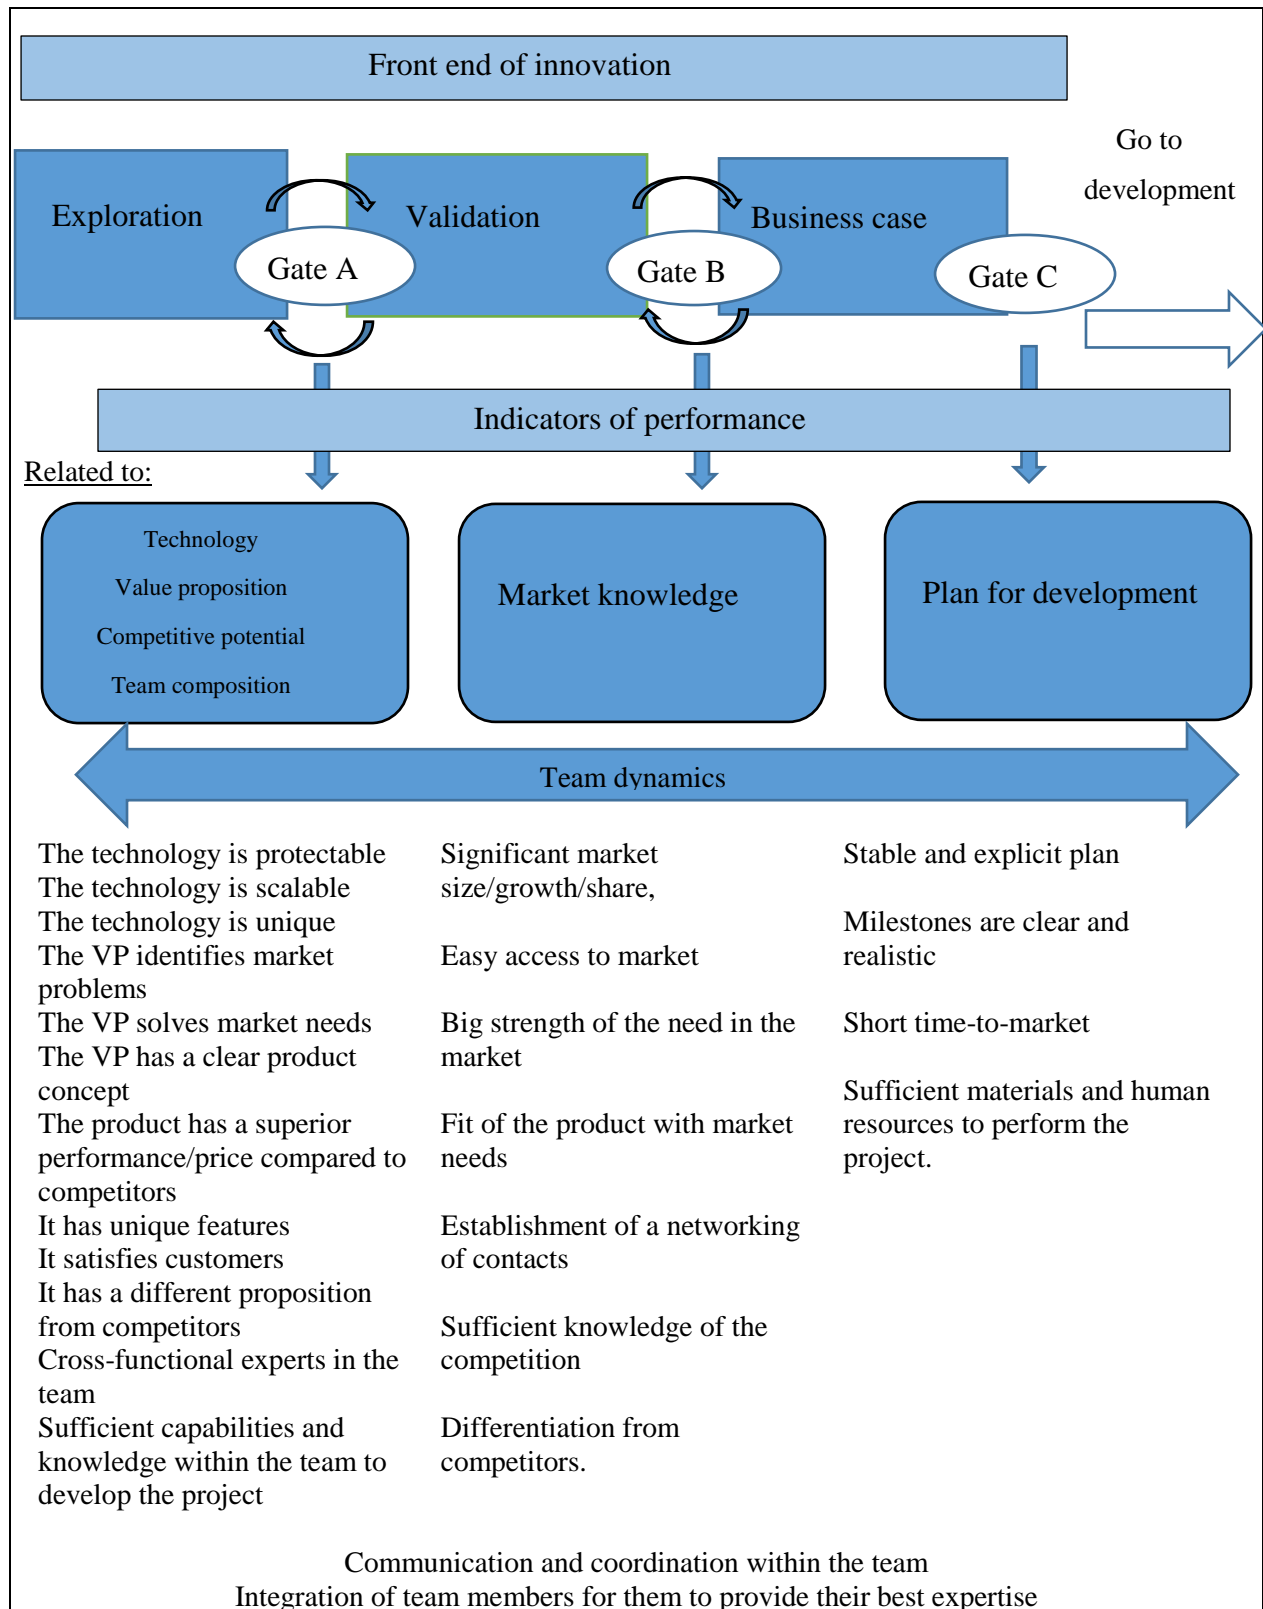 Front end of innovation
Go to
development
Exploration
Validation
Business case
Gate A
Gate B
Gate C
Indicators of performance
Related to:
Technology
Value proposition
Competitive potential
Team composition
Market knowledge
Plan for development
Team dynamics
The technology is protectable
The technology is scalable
The technology is unique
The VP identifies market
problems
The VP solves market needs
The VP has a clear product
concept
The product has a superior
performance/price compared to
competitors
It has unique features
It satisfies customers
It has a different proposition
from competitors
Cross-functional experts in the
team
Sufficient capabilities and
knowledge within the team to
develop the project
Significant market
size/growth/share,
Easy access to market
Big strength of the need in the
market
Fit of the product with market
needs
Establishment of a networking
of contacts
Sufficient knowledge of the
competition
Differentiation from
competitors.
Stable and explicit plan
Milestones are clear and
realistic
Short time-to-market
Sufficient materials and human
resources to perform the
project.
Communication and coordination within the team
Integration of team members for them to provide their best expertise